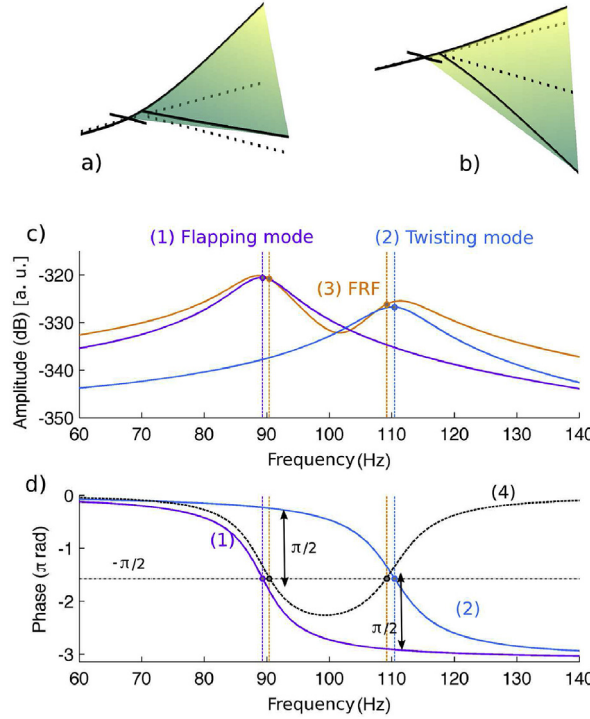 a)
b)
c)
(1) Flapping mode
(2) Twisting mode
(3) FRF
Amplitude (dB) [a. u.]
-320
-330
-340
-350
60 70 80 90 100 110 120 130 140
Frequency (Hz)
d)
Phase (π rad)
0
-1
-2
-3
(4)
(1)
π/2
-π/2
(2)
π/2
60 70 80 90 100 110 120 130 140
Frequency (Hz)